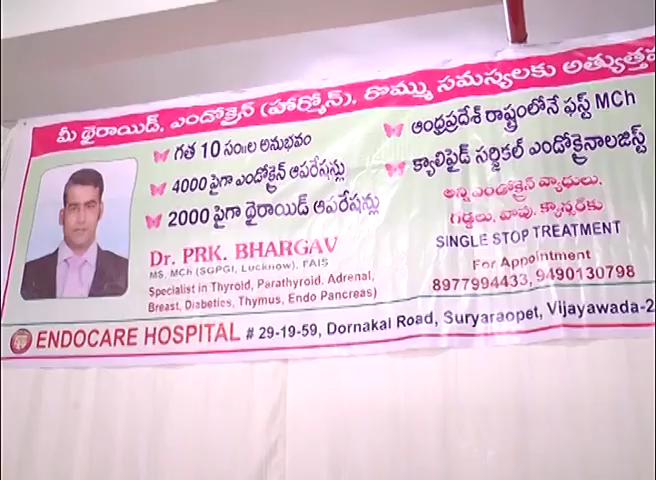 మీ థైరాయిడ్, ఎండోక్రైన్ (హార్మోన్), రొమ్ము సమస్యలకు
గత 10 సం॥ల అనుభవం
4000 పైగా ఎండోక్రైన్ ఆపరేషన్లు
2000 పైగా థైరాయిడ్ ఆపరేషన్లు
Dr. PRK. BHARGAV
MS, MCh (SGPGI, Lucknow), FAIS
Specialist in Thyroid, Parathyroid, Adrenal,
Breast, Diabetics, Thymus, Endo Pancreas)
ఆంధ్రప్రదేశ్ రాష్ట్రంలోనే ఫస్ట్ MCh
క్వాలిఫైడ్ సర్జికల్ ఎండోక్రైనాలజిస్ట్
అన్ని ఎండోక్రైన్ వ్యాధులు,
గడ్డలు, వాపు, క్యాన్సర్‌కు
SINGLE STOP TREATMENT
For Appointment
8977994433, 9490130798
ENDOCARE HOSPITAL # 29-19-59, Dornakal Road, Suryaraopet, Vijayawada-2